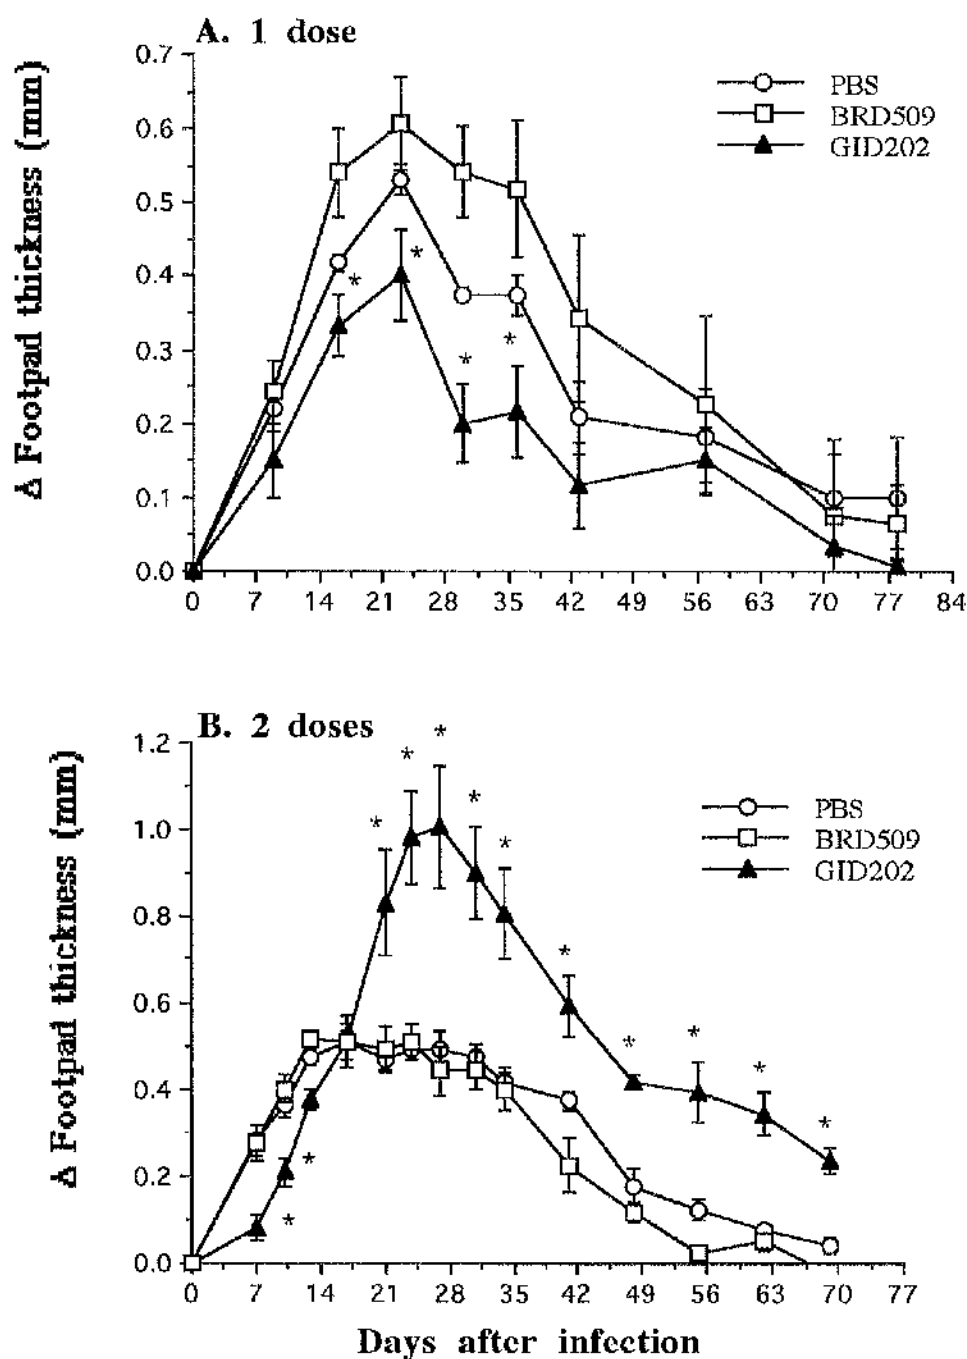 A. 1 dose
Δ Footpad thickness (mm)
0.7
0.6
0.5
0.4
0.3
0.2
0.1
0.0
PBS
BRD509
GID202
* * * *
0 7 14 21 28 35 42 49 56 63 70 77 84
B. 2 doses
Δ Footpad thickness (mm)
1.2
1.0
0.8
0.6
0.4
0.2
0.0
PBS
BRD509
GID202
* * * * * * * * * * * *
0 7 14 21 28 35 42 49 56 63 70 77
Days after infection